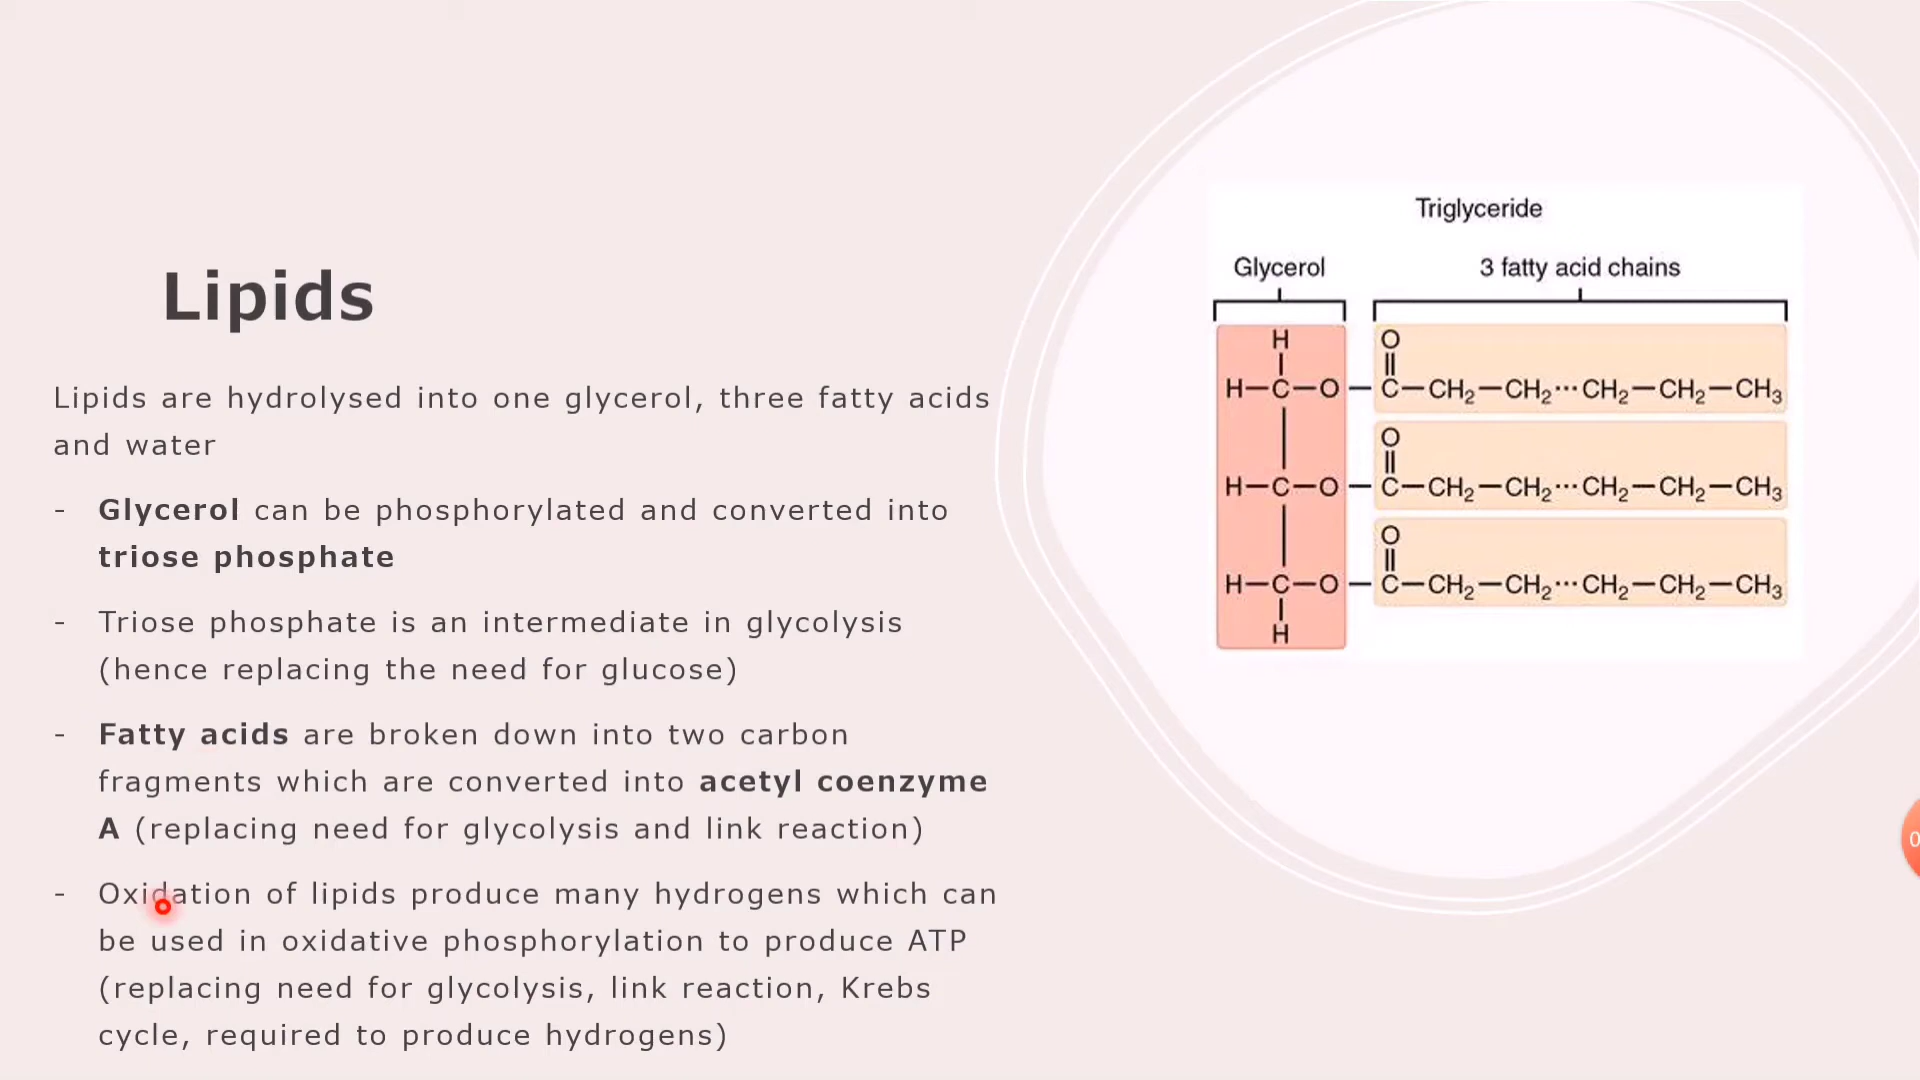 Lipids
Lipids are hydrolysed into one glycerol, three fatty acids
and water
- Glycerol can be phosphorylated and converted into
triose phosphate
- Triose phosphate is an intermediate in glycolysis
(hence replacing the need for glucose)
- Fatty acids are broken down into two carbon
fragments which are converted into acetyl coenzyme
A (replacing need for glycolysis and link reaction)
- Oxidation of lipids produce many hydrogens which can
be used in oxidative phosphorylation to produce ATP
(replacing need for glycolysis, link reaction, Krebs
cycle, required to produce hydrogens)
Triglyceride
Glycerol 3 fatty acid chains
H O
H—C—O—C—CH₂—CH₂···CH₂—CH₂—CH₃
O
H—C—O—C—CH₂—CH₂···CH₂—CH₂—CH₃
O
H—C—O—C—CH₂—CH₂···CH₂—CH₂—CH₃
H
0